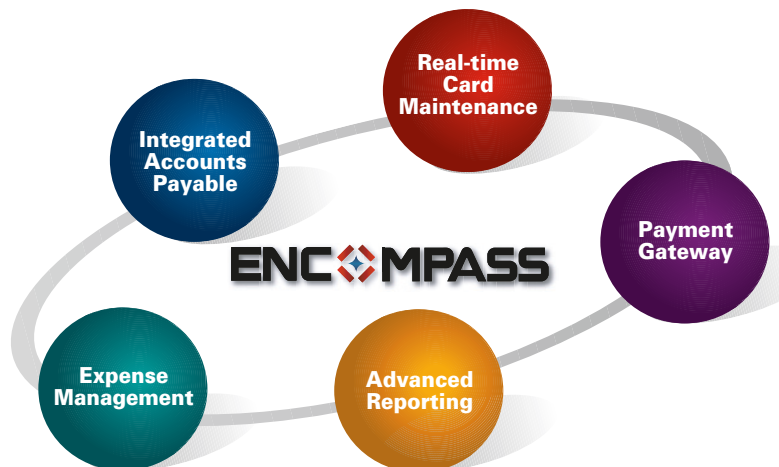 Real-time
Card
Maintenance
Integrated
Accounts
Payable
Payment
Gateway
ENCOMPASS
Expense
Management
Advanced
Reporting